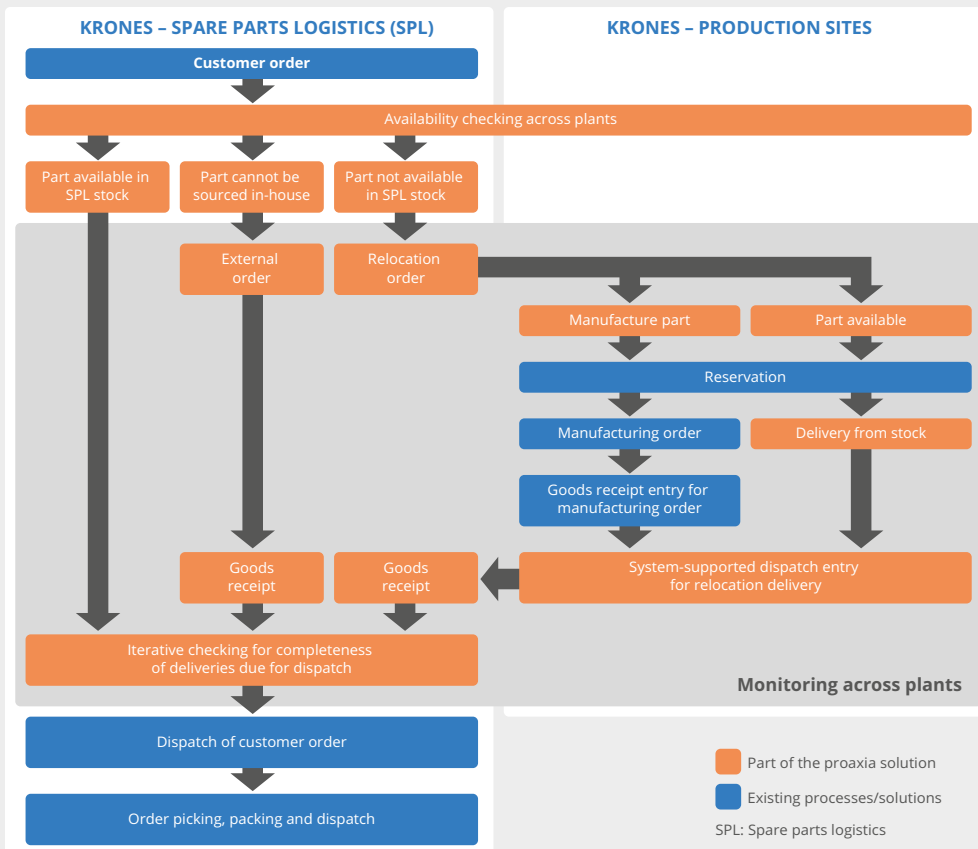 KRONES – SPARE PARTS LOGISTICS (SPL)
KRONES – PRODUCTION SITES
Customer order
Availability checking across plants
Part available in
SPL stock
Part cannot be
sourced in-house
Part not available
in SPL stock
External
order
Relocation
order
Manufacture part
Part available
Reservation
Manufacturing order
Delivery from stock
Goods receipt entry for
manufacturing order
Goods
receipt
Goods
receipt
System-supported dispatch entry
for relocation delivery
Iterative checking for completeness
of deliveries due for dispatch
Monitoring across plants
Dispatch of customer order
Order picking, packing and dispatch
Part of the proaxia solution
Existing processes/solutions
SPL: Spare parts logistics